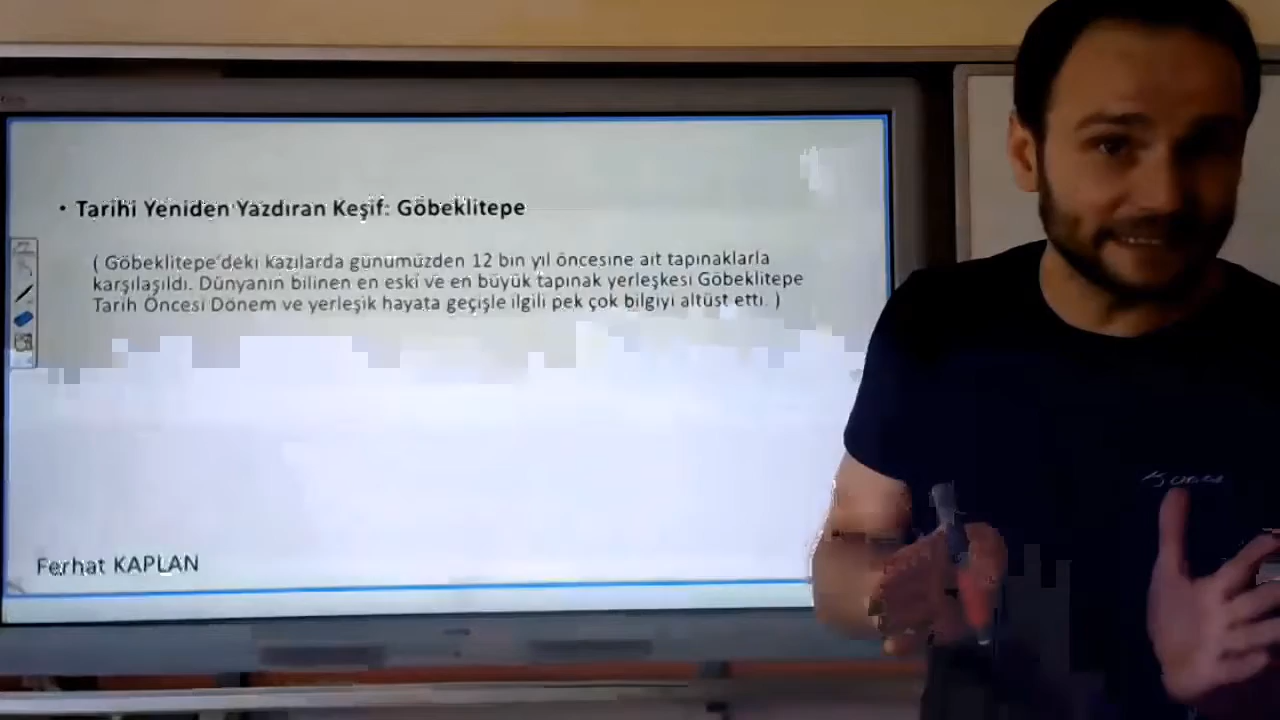 • Tarihi Yeniden Yazdıran Keşif: Göbeklitepe
( Göbeklitepe'deki kazılarda günümüzden 12 bin yıl öncesine ait tapınaklarla
karşılaşıldı. Dünyanın bilinen en eski ve en büyük tapınak yerleşkesi Göbeklitepe
Tarih Öncesi Dönem ve yerleşik hayata geçişle ilgili pek çok bilgiyi altüst etti. )
Ferhat KAPLAN